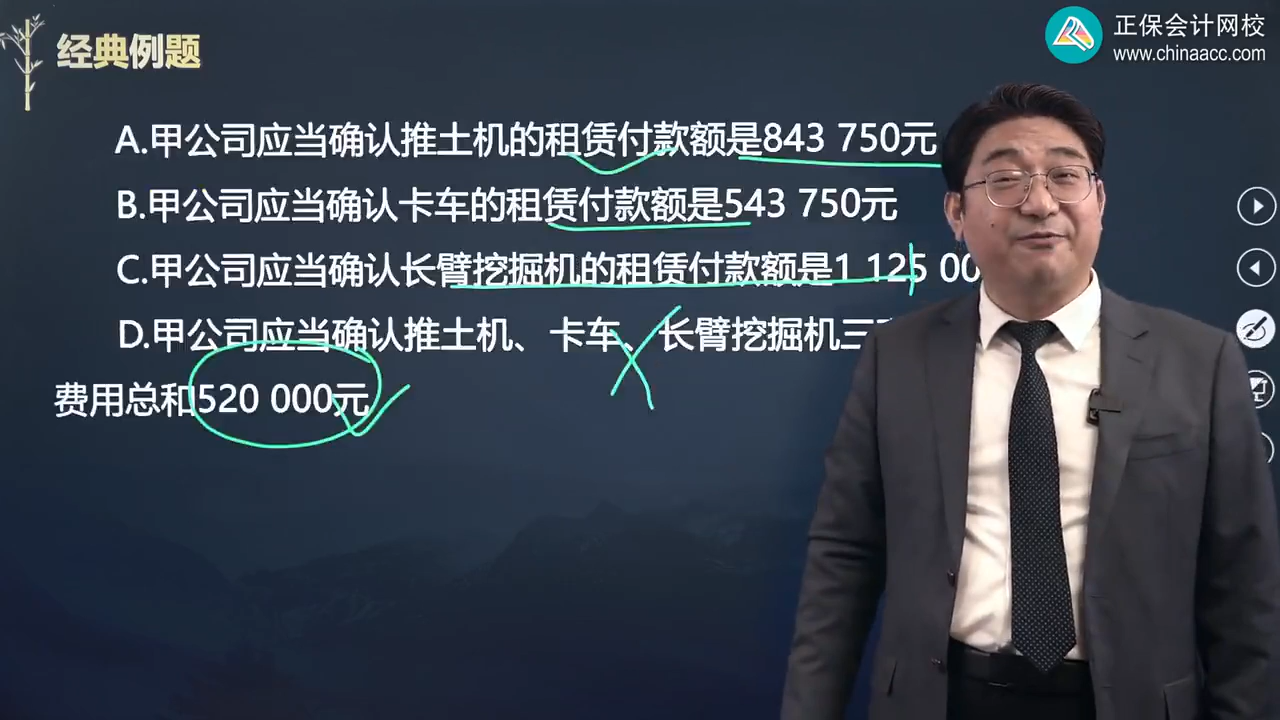 经典例题
正保会计网校
www.chinaacc.com
A.甲公司应当确认推土机的租赁付款额是843 750元
B.甲公司应当确认卡车的租赁付款额是543 750元
C.甲公司应当确认长臂挖掘机的租赁付款额是1 125 00
D.甲公司应当确认推土机、卡车、长臂挖掘机三
费用总和520 000元